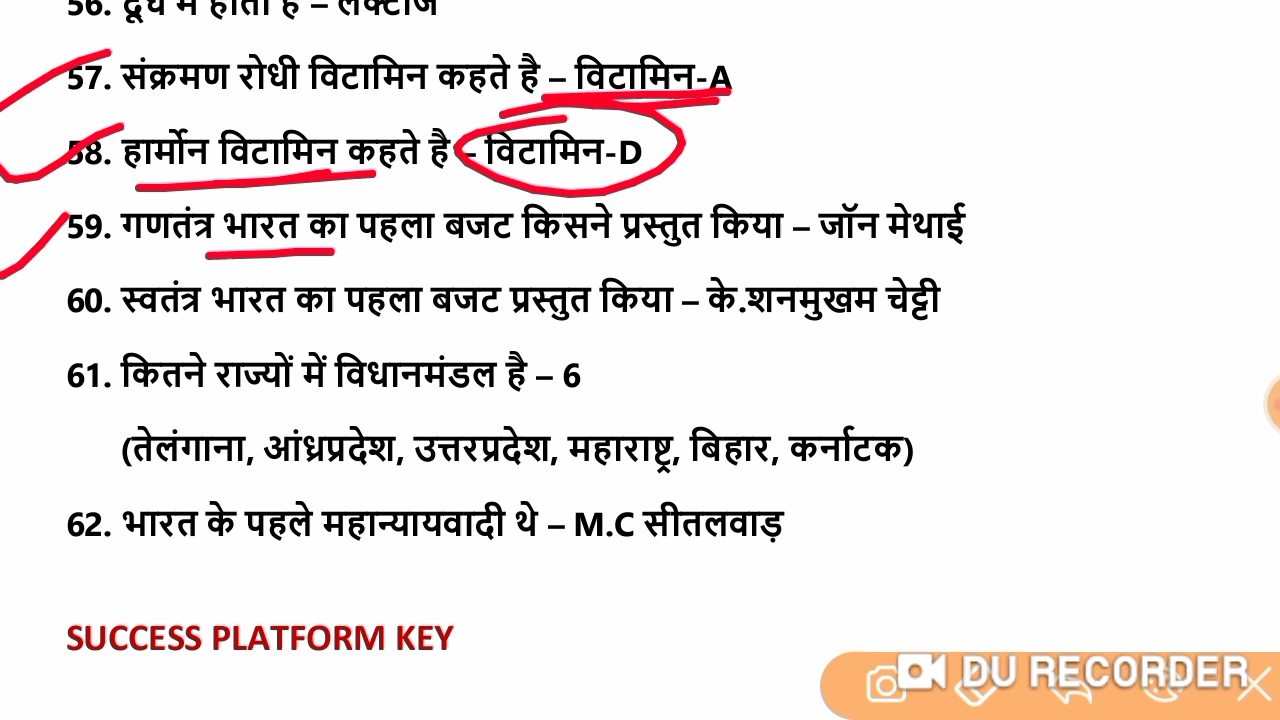 56. दूध में होता है – लैक्टोज
57. संक्रमण रोधी विटामिन कहते है – विटामिन-A
58. हार्मोन विटामिन कहते है – विटामिन-D
59. गणतंत्र भारत का पहला बजट किसने प्रस्तुत किया – जॉन मेथाई
60. स्वतंत्र भारत का पहला बजट प्रस्तुत किया – के.शनमुखम चेट्टी
61. कितने राज्यों में विधानमंडल है – 6
(तेलंगाना, आंध्रप्रदेश, उत्तरप्रदेश, महाराष्ट्र, बिहार, कर्नाटक)
62. भारत के पहले महान्यायवादी थे – M.C सीतलवाड़
SUCCESS PLATFORM KEY
DU RECORDER